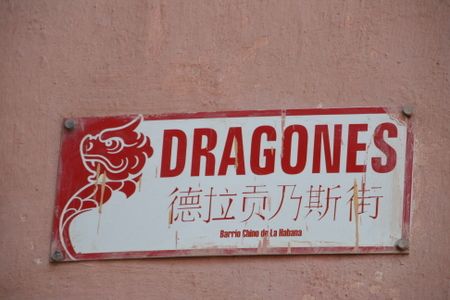 DRAGONES
德拉贡乃斯街
Barrio Chino de La Habana